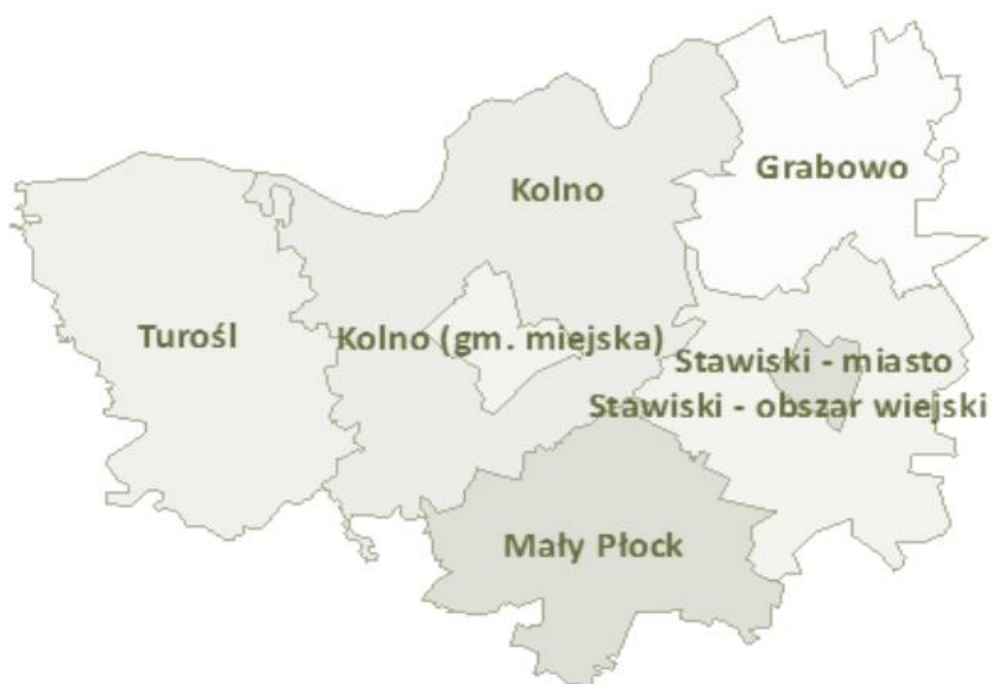 Grabowo
Kolno
Turośl
Kolno (gm. miejska)
Stawiski - miasto
Stawiski - obszar wiejski
Mały Płock